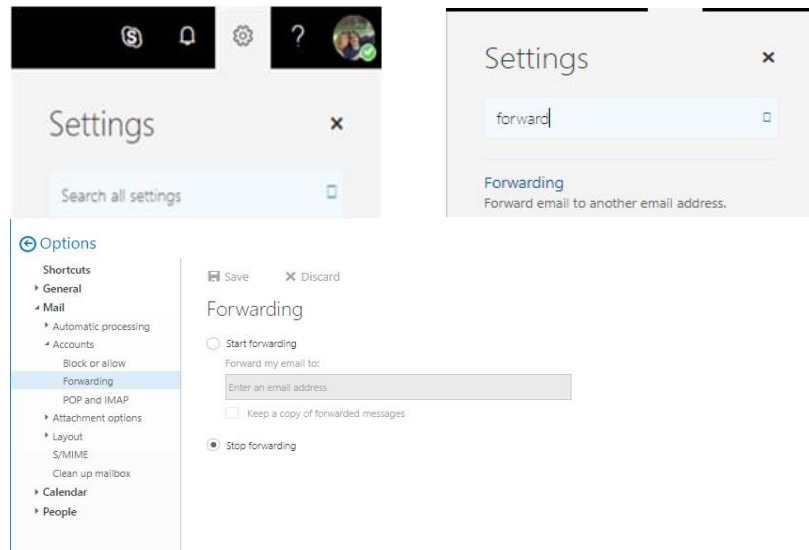 Settings
Search all settings
Settings
forward
Forwarding
Forward email to another email address.
Options
Shortcuts
General
Mail
Automatic processing
Accounts
Block or allow
Forwarding
POP and IMAP
Attachment options
Layout
S/MIME
Clean up mailbox
Calendar
People
Save Discard
Forwarding
Start forwarding
Forward my email to:
Enter an email address
Keep a copy of forwarded messages
Stop forwarding